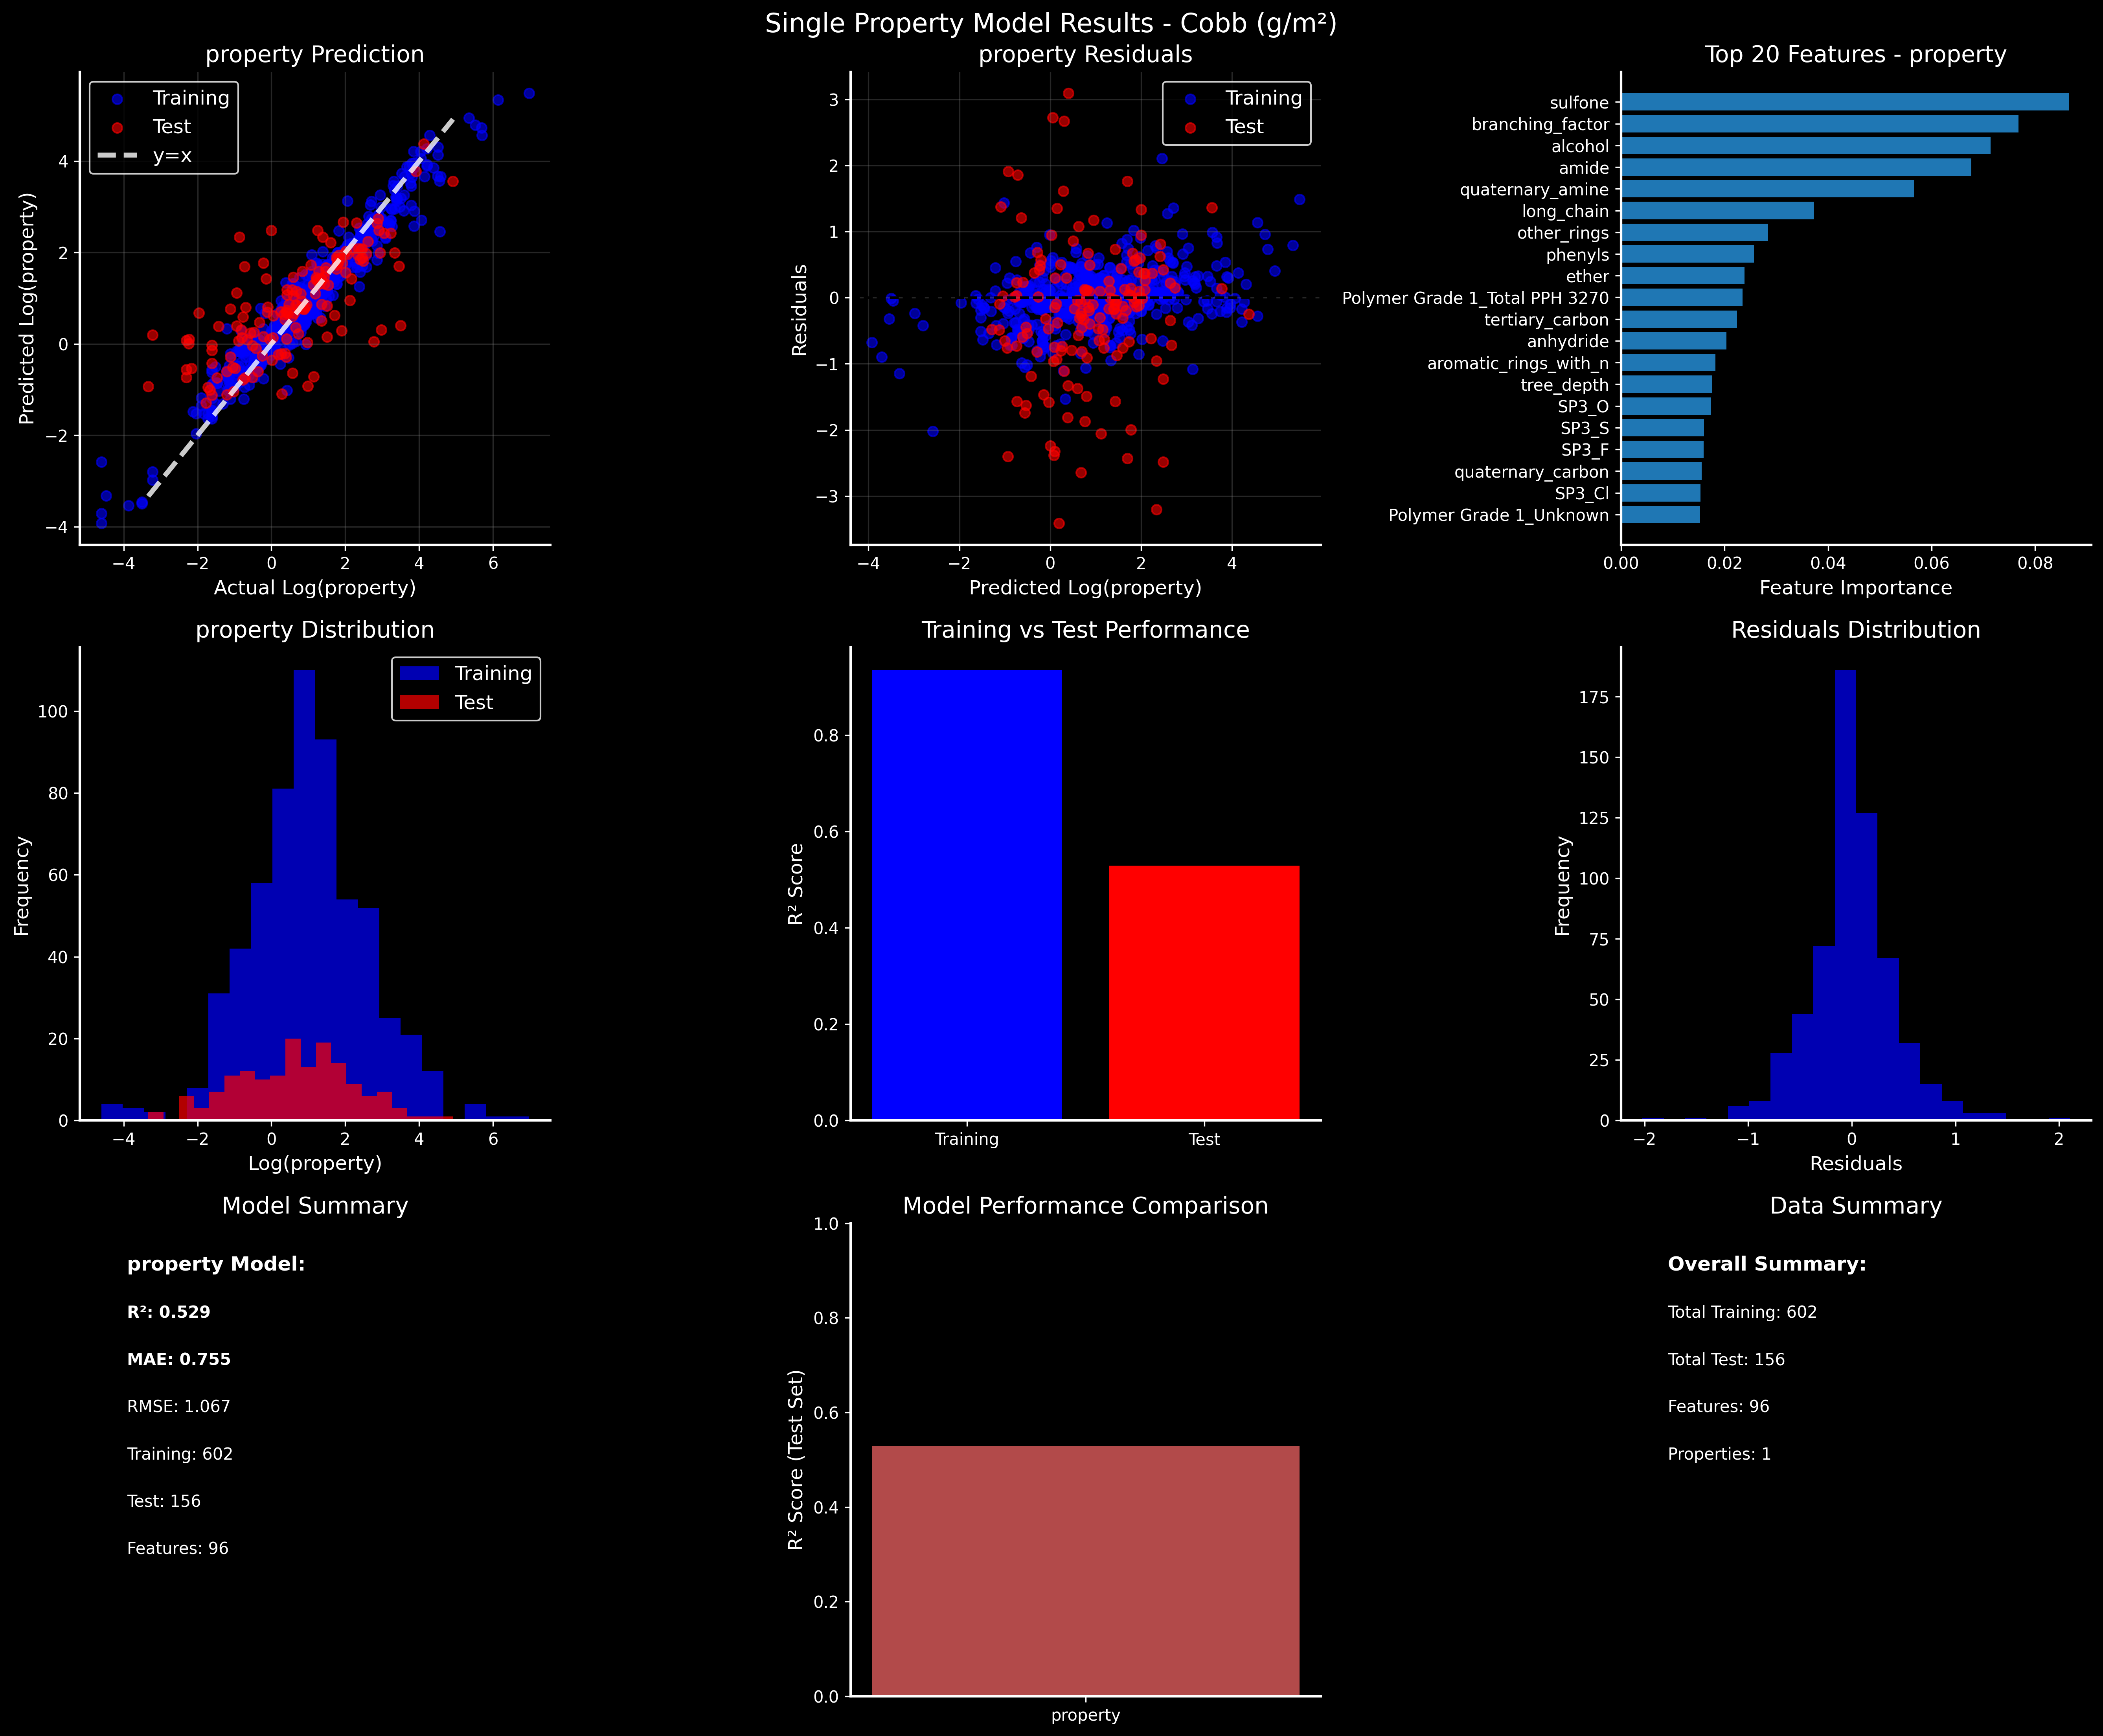 Single Property Model Results - Cobb (g/m²)
property Prediction
Predicted Log(property)
4
2
0
−2
−4
Training
Test
y=x
−4 −2 0 2 4 6
Actual Log(property)
property Residuals
Residuals
3
2
1
0
−1
−2
−3
Training
Test
−4 −2 0 2 4
Predicted Log(property)
Top 20 Features - property
sulfone
branching_factor
alcohol
amide
quaternary_amine
long_chain
other_rings
phenyls
ether
Polymer Grade 1_Total PPH 3270
tertiary_carbon
anhydride
aromatic_rings_with_n
tree_depth
SP3_O
SP3_S
SP3_F
quaternary_carbon
SP3_Cl
Polymer Grade 1_Unknown
0.00 0.02 0.04 0.06 0.08
Feature Importance
property Distribution
Frequency
100
80
60
40
20
0
Training
Test
−4 −2 0 2 4 6
Log(property)
Training vs Test Performance
R² Score
0.8
0.6
0.4
0.2
0.0
Training Test
Residuals Distribution
Frequency
175
150
125
100
75
50
25
0
−2 −1 0 1 2
Residuals
Model Summary
property Model:
R²: 0.529
MAE: 0.755
RMSE: 1.067
Training: 602
Test: 156
Features: 96
Model Performance Comparison
R² Score (Test Set)
1.0
0.8
0.6
0.4
0.2
0.0
property
Data Summary
Overall Summary:
Total Training: 602
Total Test: 156
Features: 96
Properties: 1